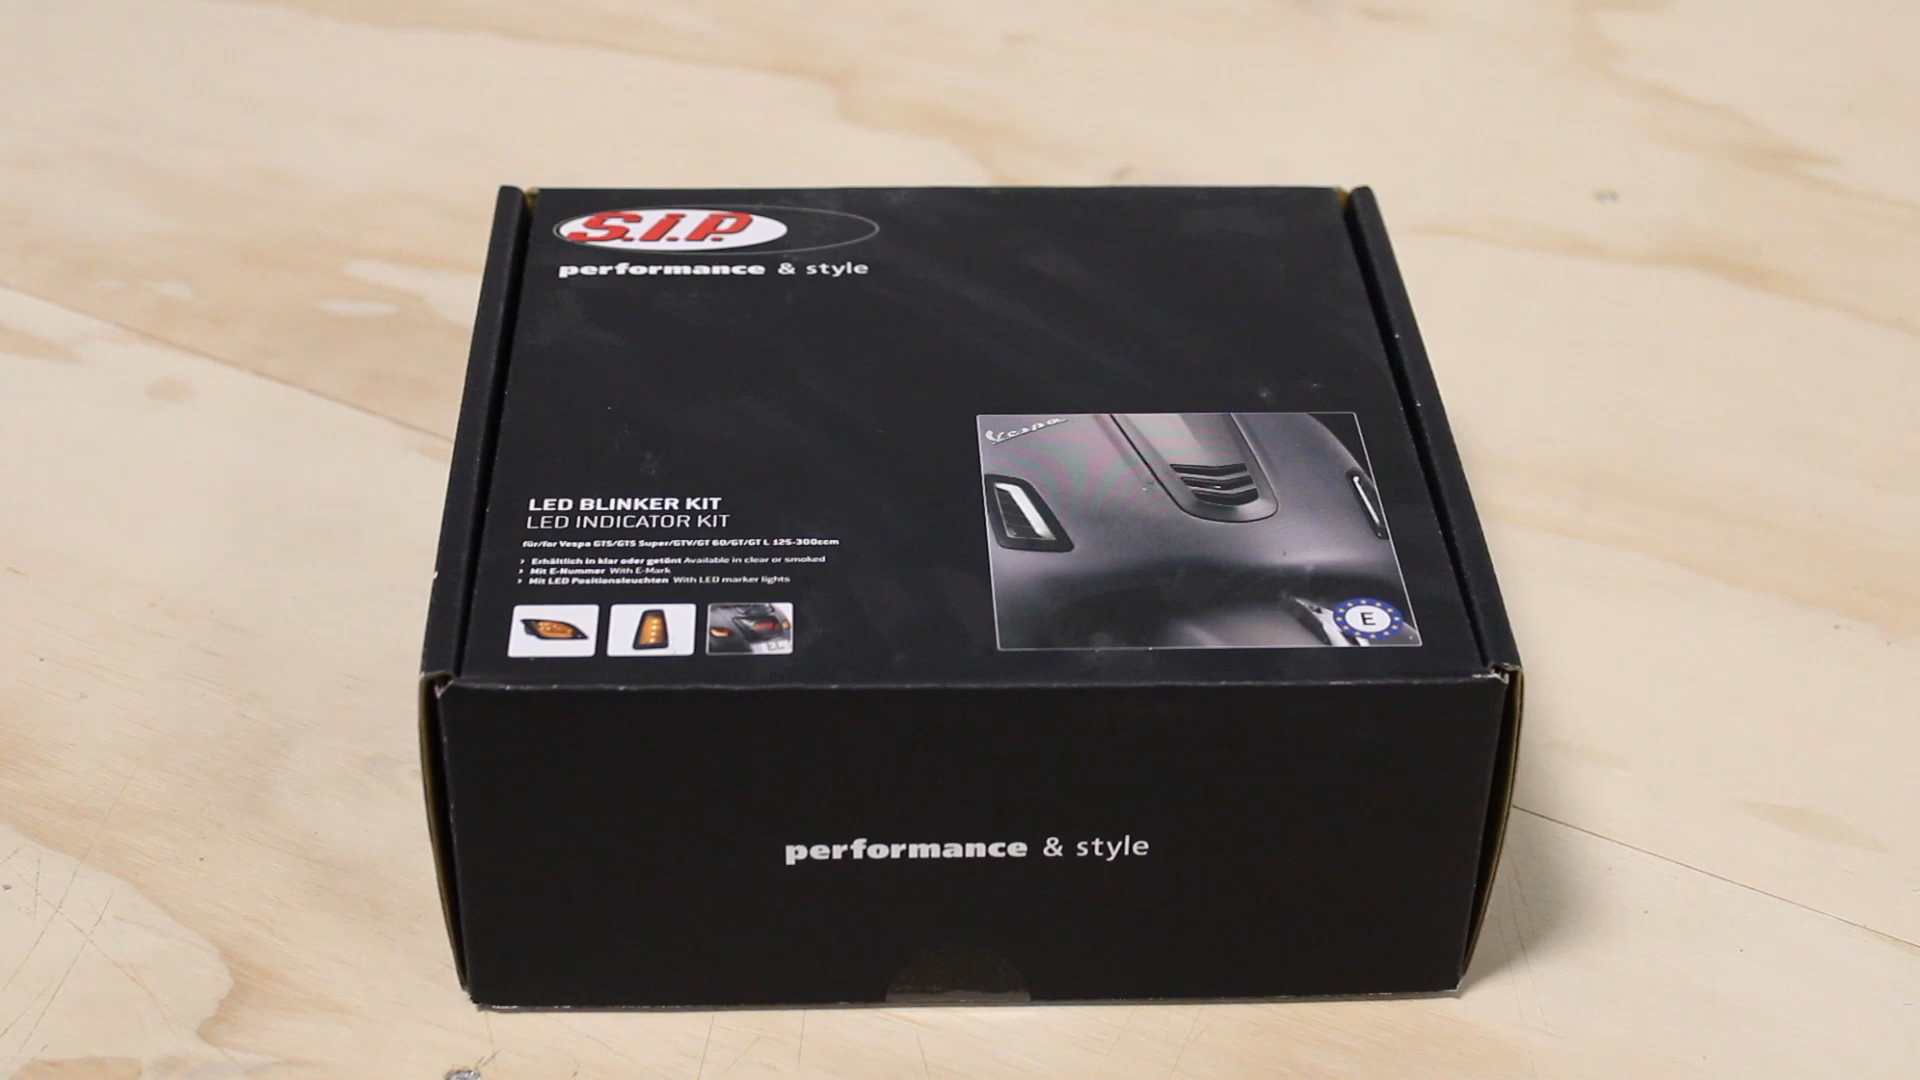 S.I.P.
performance & style
Vespa
LED BLINKER KIT
LED INDICATOR KIT
für/for Vespa GTS/GTS Super/GTV/GT 60/GT/GT L 125-300ccm
› Erhältlich in klar oder getönt Available in clear or smoked
› Mit E-Nummer With E-Mark
› Mit LED Positionsleuchten With LED marker lights
E
performance & style